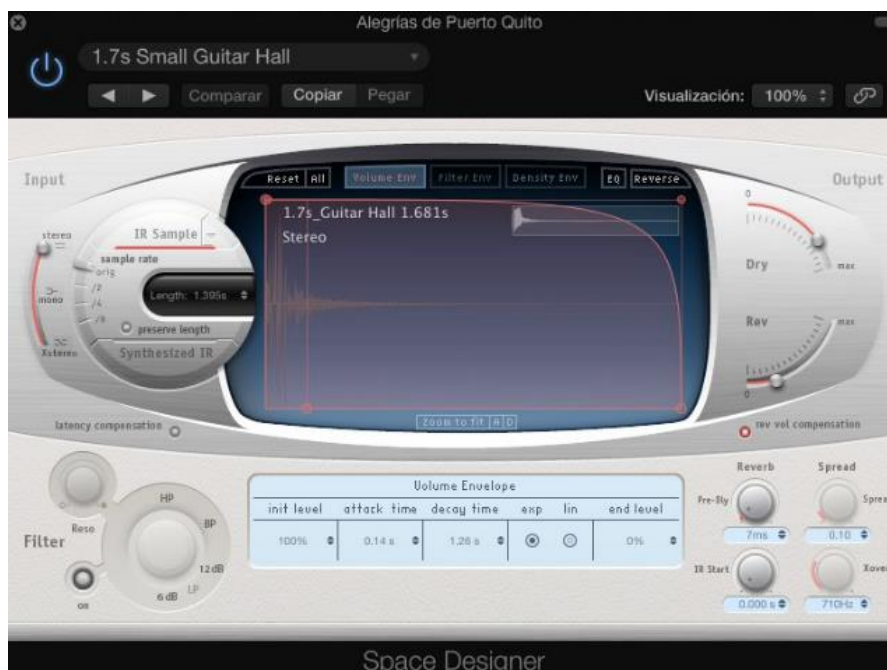 Alegrías de Puerto Quito
1.7s Small Guitar Hall
Comparar Copiar Pegar Visualización: 100%
Input Reset All Volume Env Filter Env Density Env EQ Reverse Output
1.7s_Guitar Hall 1.681s
Stereo
stereo
mono
Xstereo
IR Sample
sample rate
orig
/2
/4
/8
Length: 1.395s
preserve length
Synthesized IR
0
Dry
max
Rev
max
0
latency compensation
Zoom to fit A D
rev vol compensation
Filter
Reso
HP
BP
12dB
LP
6 dB
on
Volume Envelope
init level attack time decay time exp lin end level
100% 0.14 s 1.26 s 0%
Reverb Spread
Pre-Dly Spre
7ms 0.10
IR Start Xove
0.000 s 710Hz
Space Designer